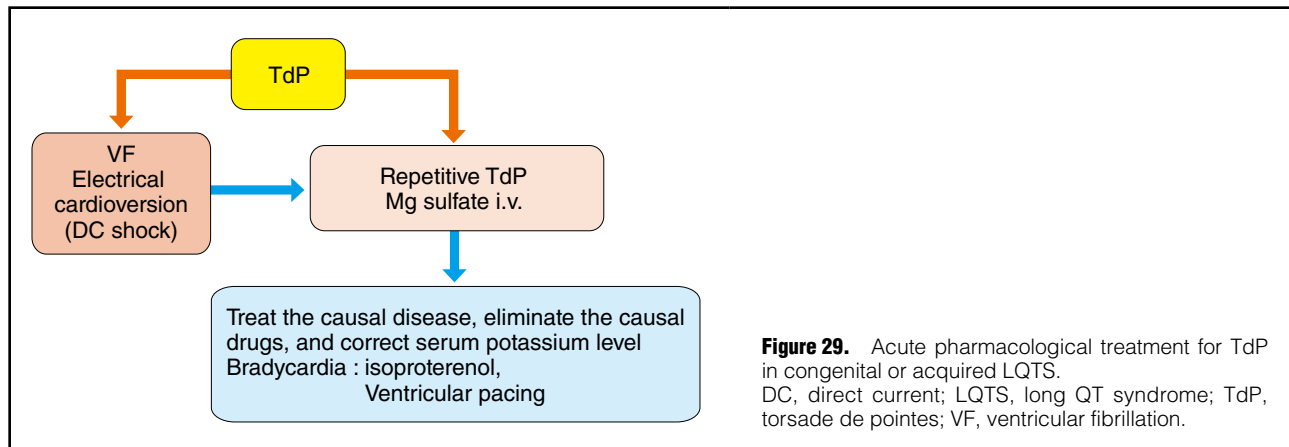 TdP
VF
Electrical
cardioversion
(DC shock)
Repetitive TdP
Mg sulfate i.v.
Treat the causal disease, eliminate the causal
drugs, and correct serum potassium level
Bradycardia : isoproterenol,
Ventricular pacing
Figure 29. Acute pharmacological treatment for TdP
in congenital or acquired LQTS.
DC, direct current; LQTS, long QT syndrome; TdP,
torsade de pointes; VF, ventricular fibrillation.